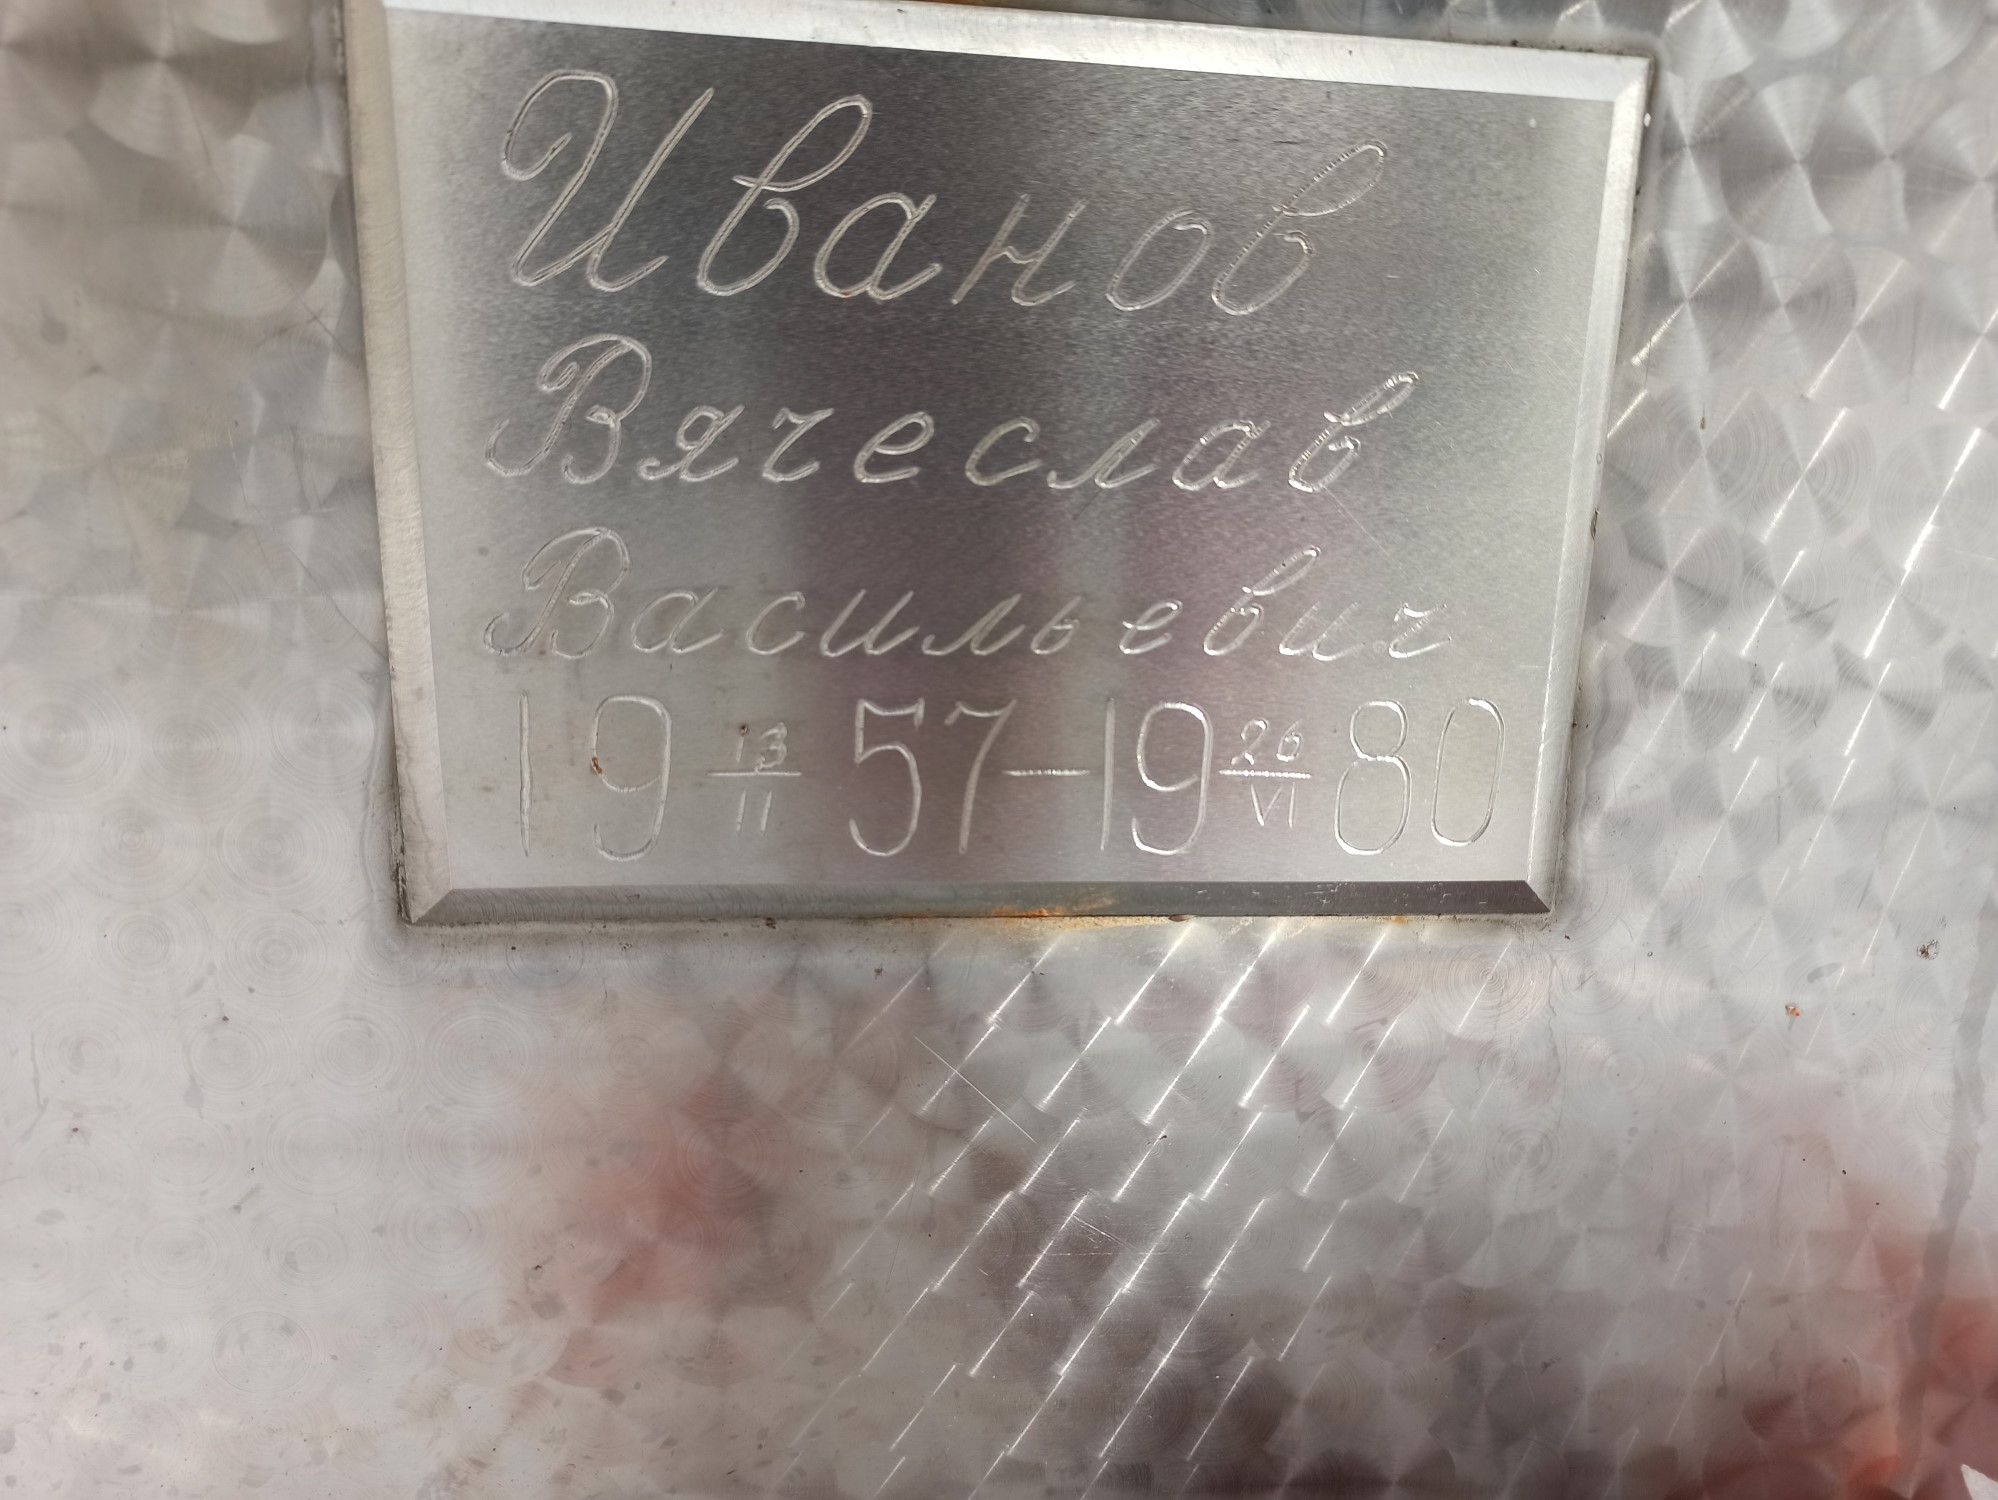 Иванов
Вячеслав
Васильевич
19 13/II 57-19 26/VI 80